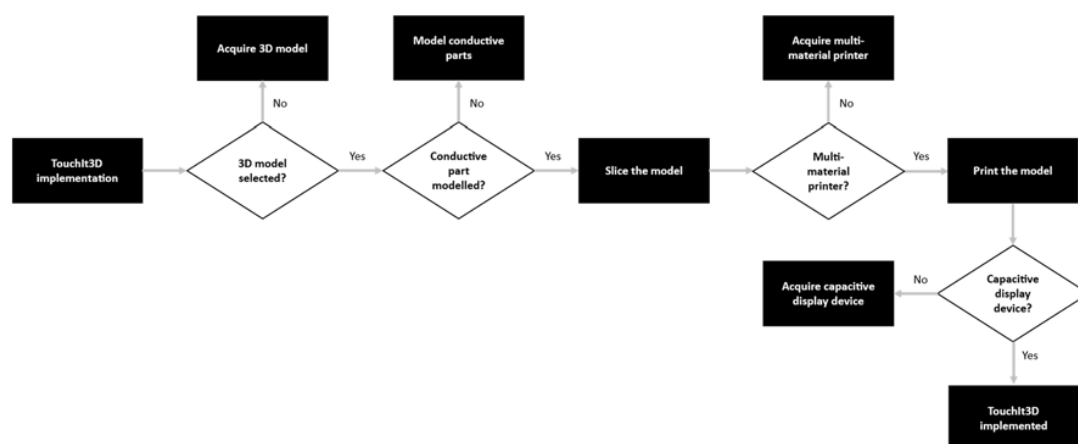 Acquire 3D model
No
Model conductive
parts
No
Acquire multi-
material printer
No
TouchIt3D
implementation
3D model
selected?
Yes
Conductive
part
modelled?
Yes
Slice the model
Multi-
material
printer?
Yes
Print the model
Acquire capacitive
display device
No
Capacitive
display
device?
Yes
TouchIt3D
implemented